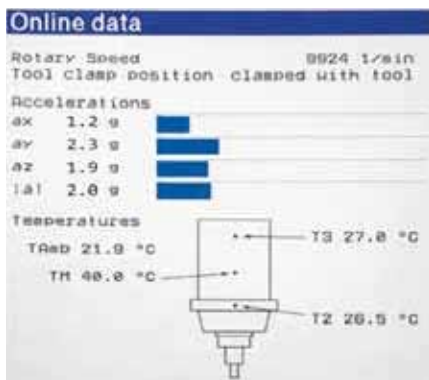 Online data
Rotary Speed 9924 1/min
Tool clamp position clamped with tool
Accelerations
ax 1.2 g
ay 2.3 g
az 1.9 g
|a| 2.0 g
Temperatures
TAmb 21.9 °C
TM 40.0 °C
T3 27.0 °C
T2 26.5 °C